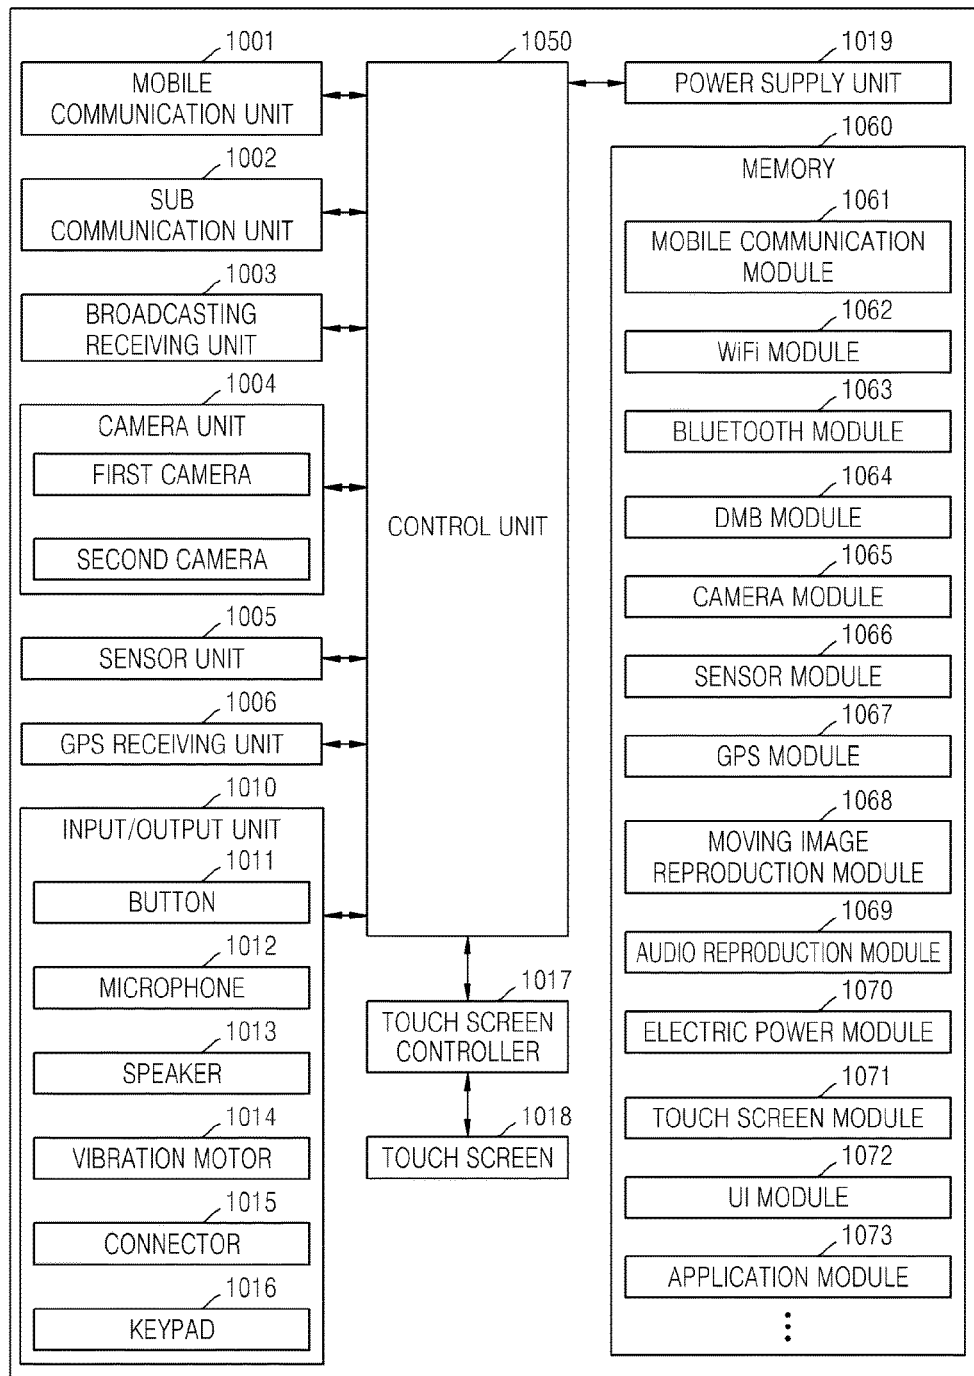 1001
MOBILE
COMMUNICATION UNIT
1002
SUB
COMMUNICATION UNIT
1003
BROADCASTING
RECEIVING UNIT
1004
CAMERA UNIT
FIRST CAMERA
SECOND CAMERA
1005
SENSOR UNIT
1006
GPS RECEIVING UNIT
1010
INPUT/OUTPUT UNIT
1011
BUTTON
1012
MICROPHONE
1013
SPEAKER
1014
VIBRATION MOTOR
1015
CONNECTOR
1016
KEYPAD
1050
CONTROL UNIT
1017
TOUCH SCREEN
CONTROLLER
1018
TOUCH SCREEN
1019
POWER SUPPLY UNIT
1060
MEMORY
1061
MOBILE COMMUNICATION
MODULE
1062
WiFi MODULE
1063
BLUETOOTH MODULE
1064
DMB MODULE
1065
CAMERA MODULE
1066
SENSOR MODULE
1067
GPS MODULE
1068
MOVING IMAGE
REPRODUCTION MODULE
1069
AUDIO REPRODUCTION MODULE
1070
ELECTRIC POWER MODULE
1071
TOUCH SCREEN MODULE
1072
UI MODULE
1073
APPLICATION MODULE